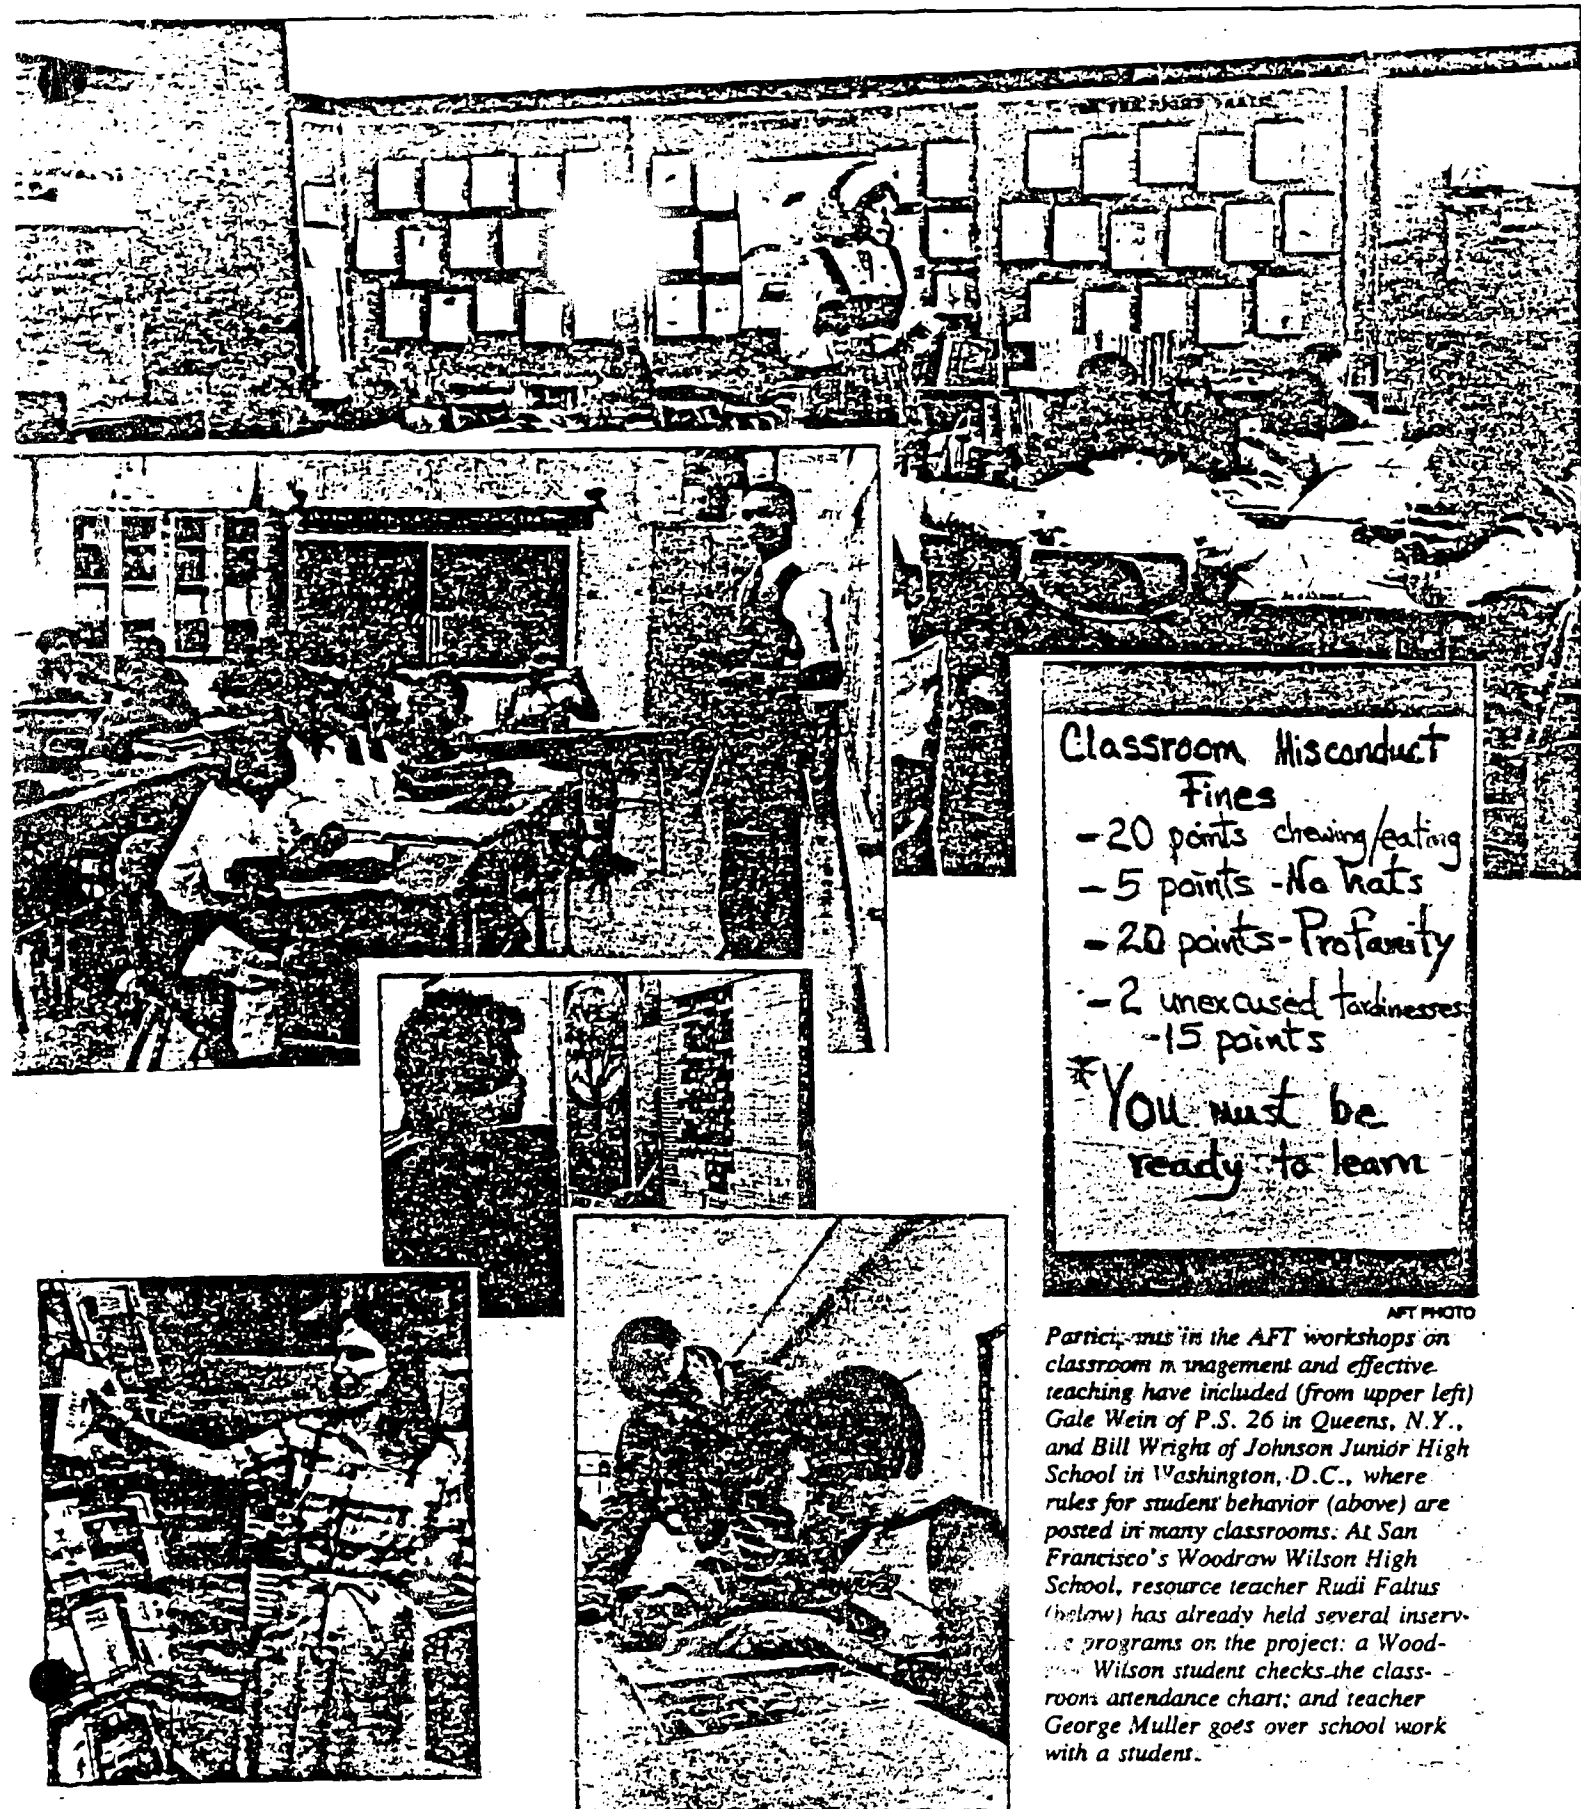 Classroom Misconduct
Fines
- 20 points chewing/eating
- 5 points - No hats
- 20 points - Profanity
- 2 unexcused tardinesses
- 15 points
*You must be
ready to learn
AFT PHOTO
in the AFT workshops on
classroom and effective
teaching have included (from upper left)
Gale Wein of P.S. 26 in Queens, N.Y.,
and Bill Wright of Johnson Junior High
School in Washington, D.C., where
rules for student behavior (above) are
posted in many classrooms. At San
Francisco's Woodrow Wilson High
School, resource teacher Rudi Faltus
(below) has already held several inserv-
programs on the project: a Wood-
Wilson student checks the class-
room attendance chart; and teacher
George Muller goes over school work
with a student.